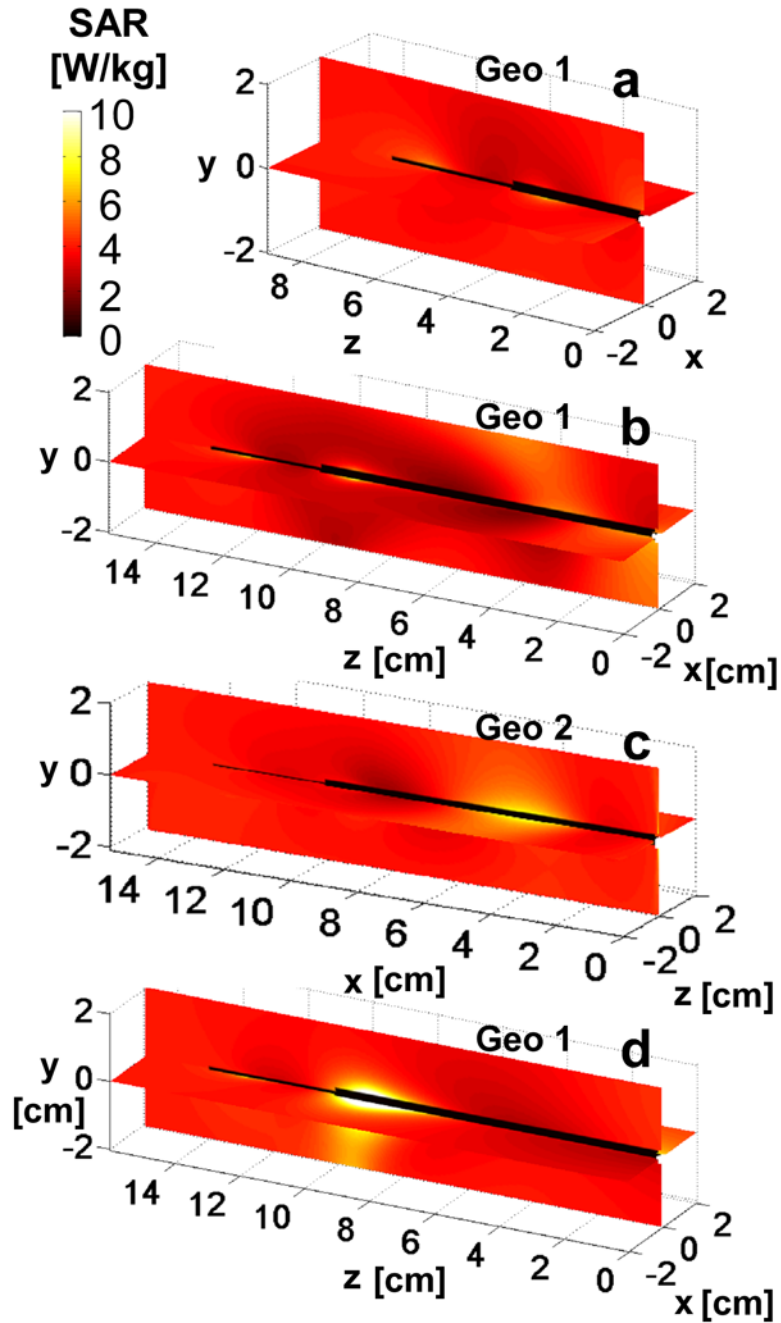 SAR
[W/kg]
10
8
6
4
2
0
Geo 1 a
2
y 0
-2
8 6 4 2 0
z
-2 0 2
x
Geo 1 b
2
y 0
-2
14 12 10 8 6 4 2 0
z [cm]
-2 0 2
x[cm]
Geo 2 c
2
y 0
-2
14 12 10 8 6 4 2 0
x [cm]
-2 0 2
z [cm]
Geo 1 d
2
y 0
[cm]
-2
14 12 10 8 6 4 2 0
z [cm]
-2 0 2
x [cm]